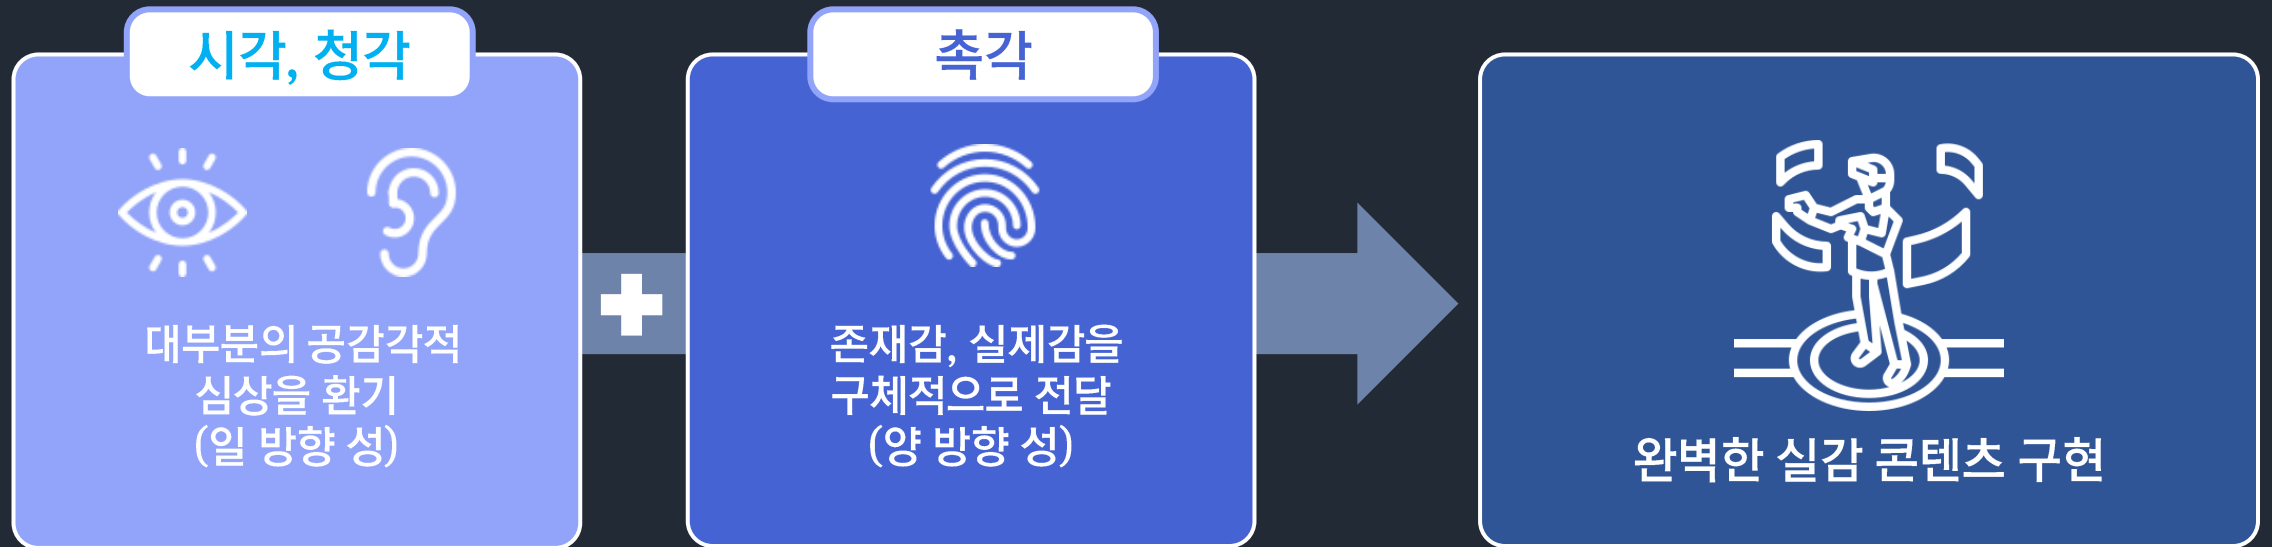 시각, 청각
대부분의 공감각적
심상을 환기
(일 방향 성)
촉각
존재감, 실제감을
구체적으로 전달
(양 방향 성)
완벽한 실감 콘텐츠 구현